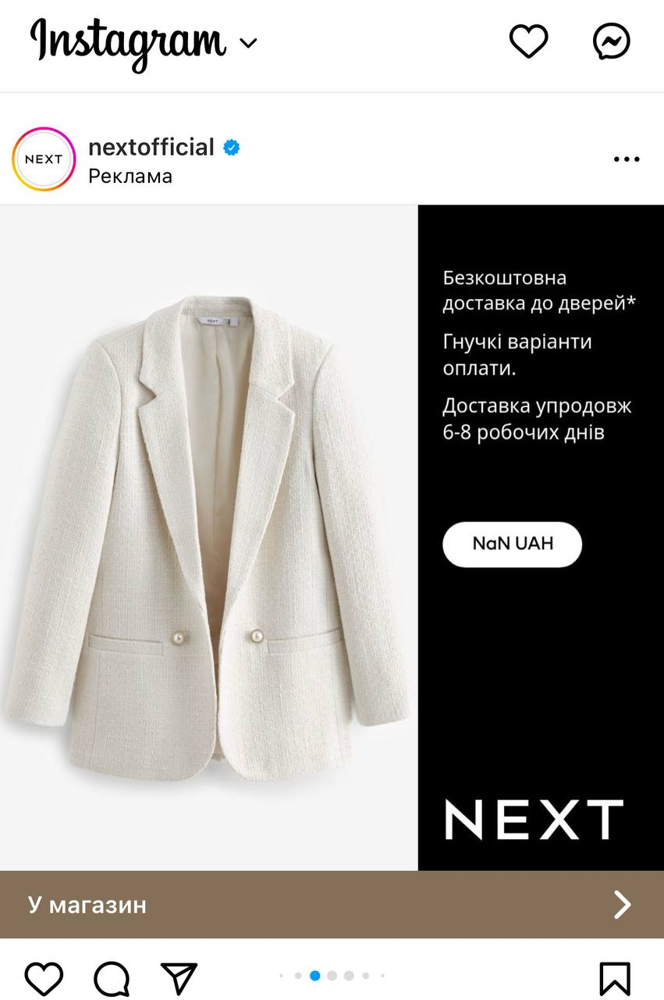 Instagram
nextofficial
NEXT
Реклама
Безкоштовна
доставка до дверей*
Гнучкі варіанти
оплати.
Доставка упродовж
6-8 робочих днів
NEXT
NaN UAH
NEXT
У магазин